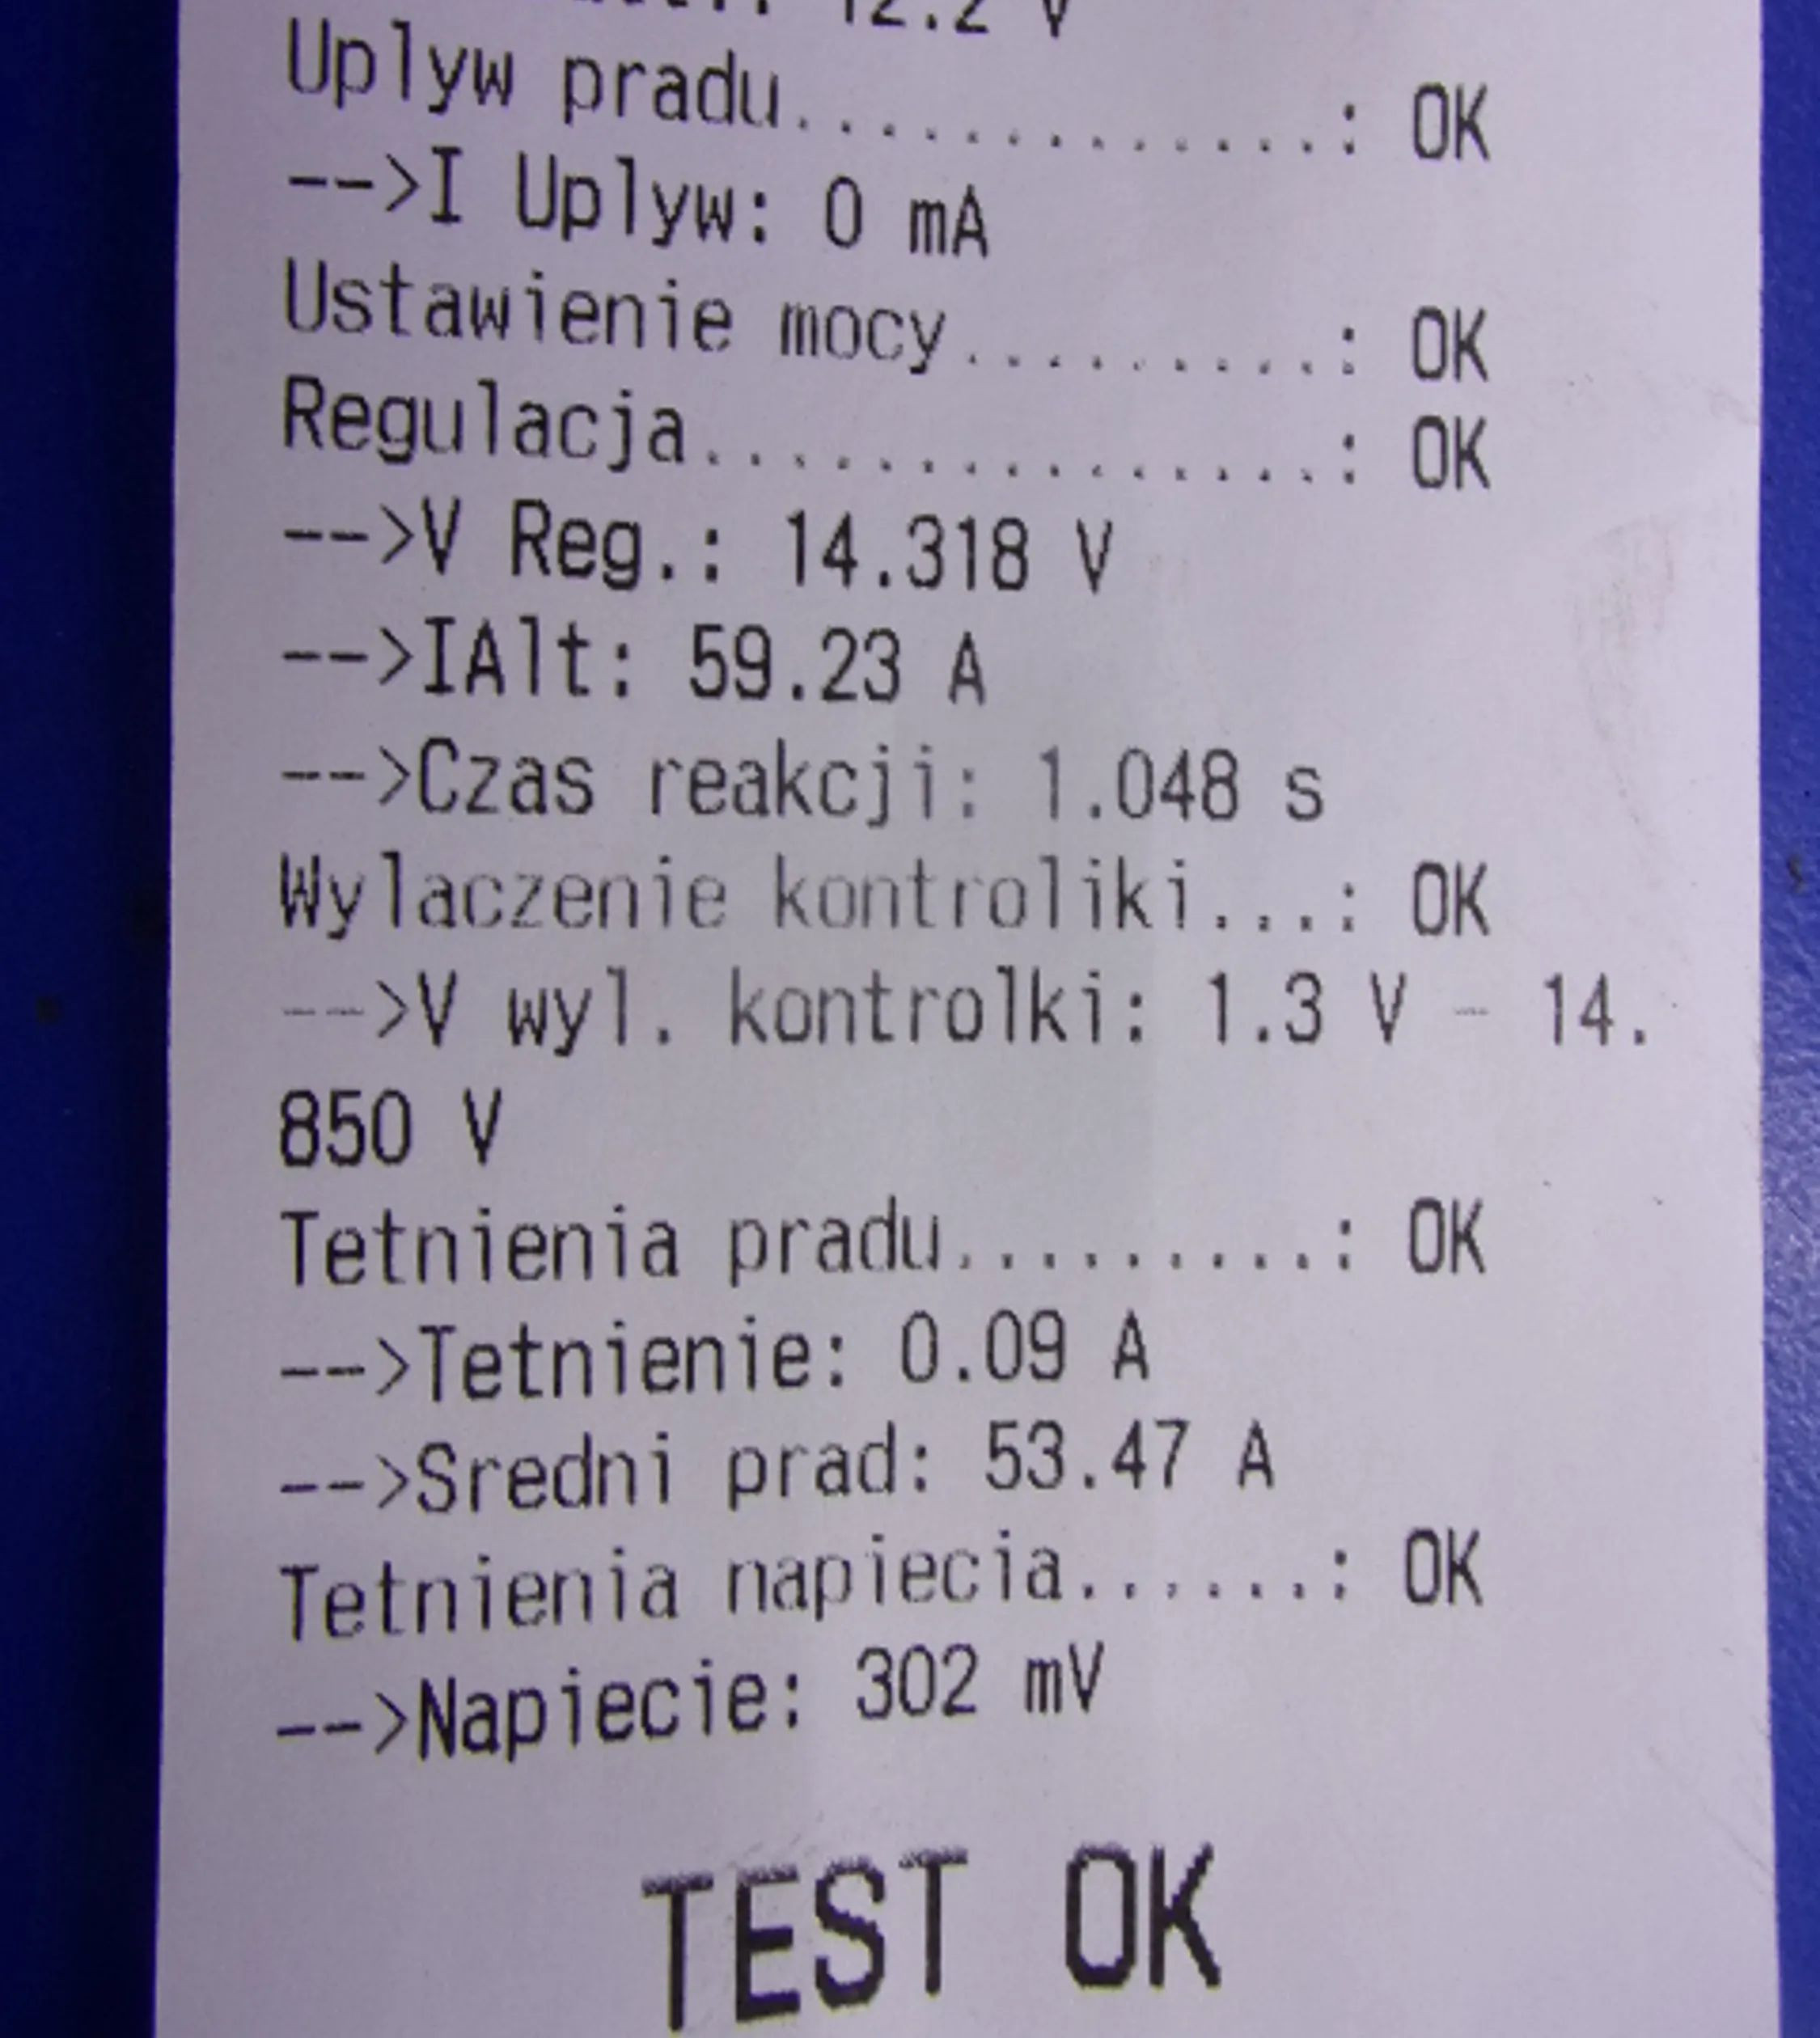 12.2 V
Uplyw pradu.............: OK
-->I Uplyw: 0 mA
Ustawienie mocy.........: OK
Regulacja...............: OK
-->V Reg.: 14.318 V
-->IAlt: 59.23 A
-->Czas reakcji: 1.048 s
Wylaczenie kontroliki...: OK
-->V wyl. kontrolki: 1.3 V - 14.
850 V
Tetnienia pradu.........: OK
-->Tetnienie: 0.09 A
-->Sredni prad: 53.47 A
Tetnienia napiecia......: OK
-->Napiecie: 302 mV
TEST OK